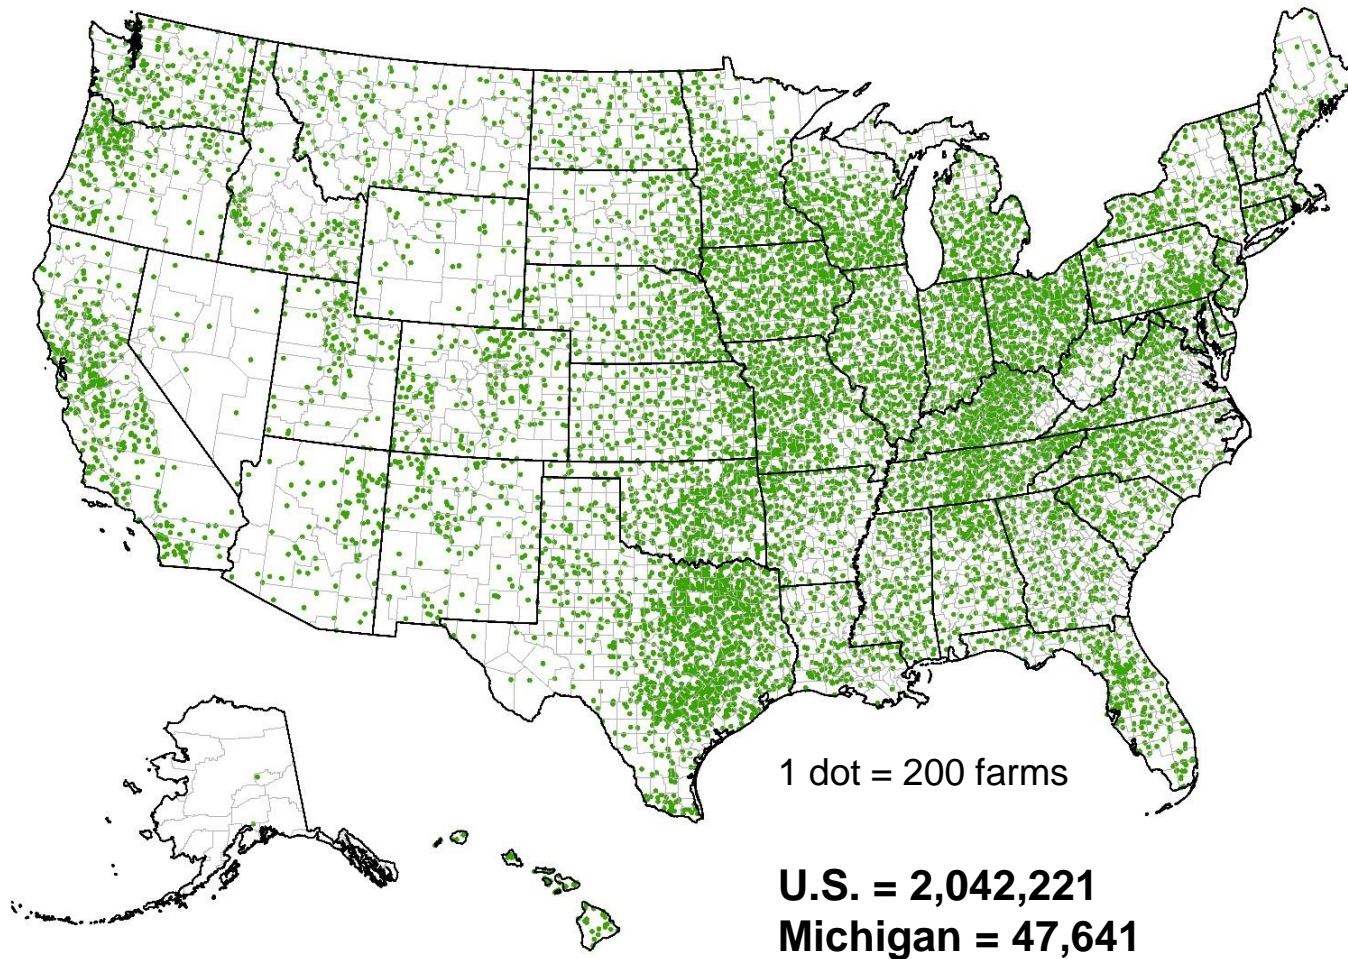 1 dot = 200 farms
U.S. = 2,042,221
Michigan = 47,641